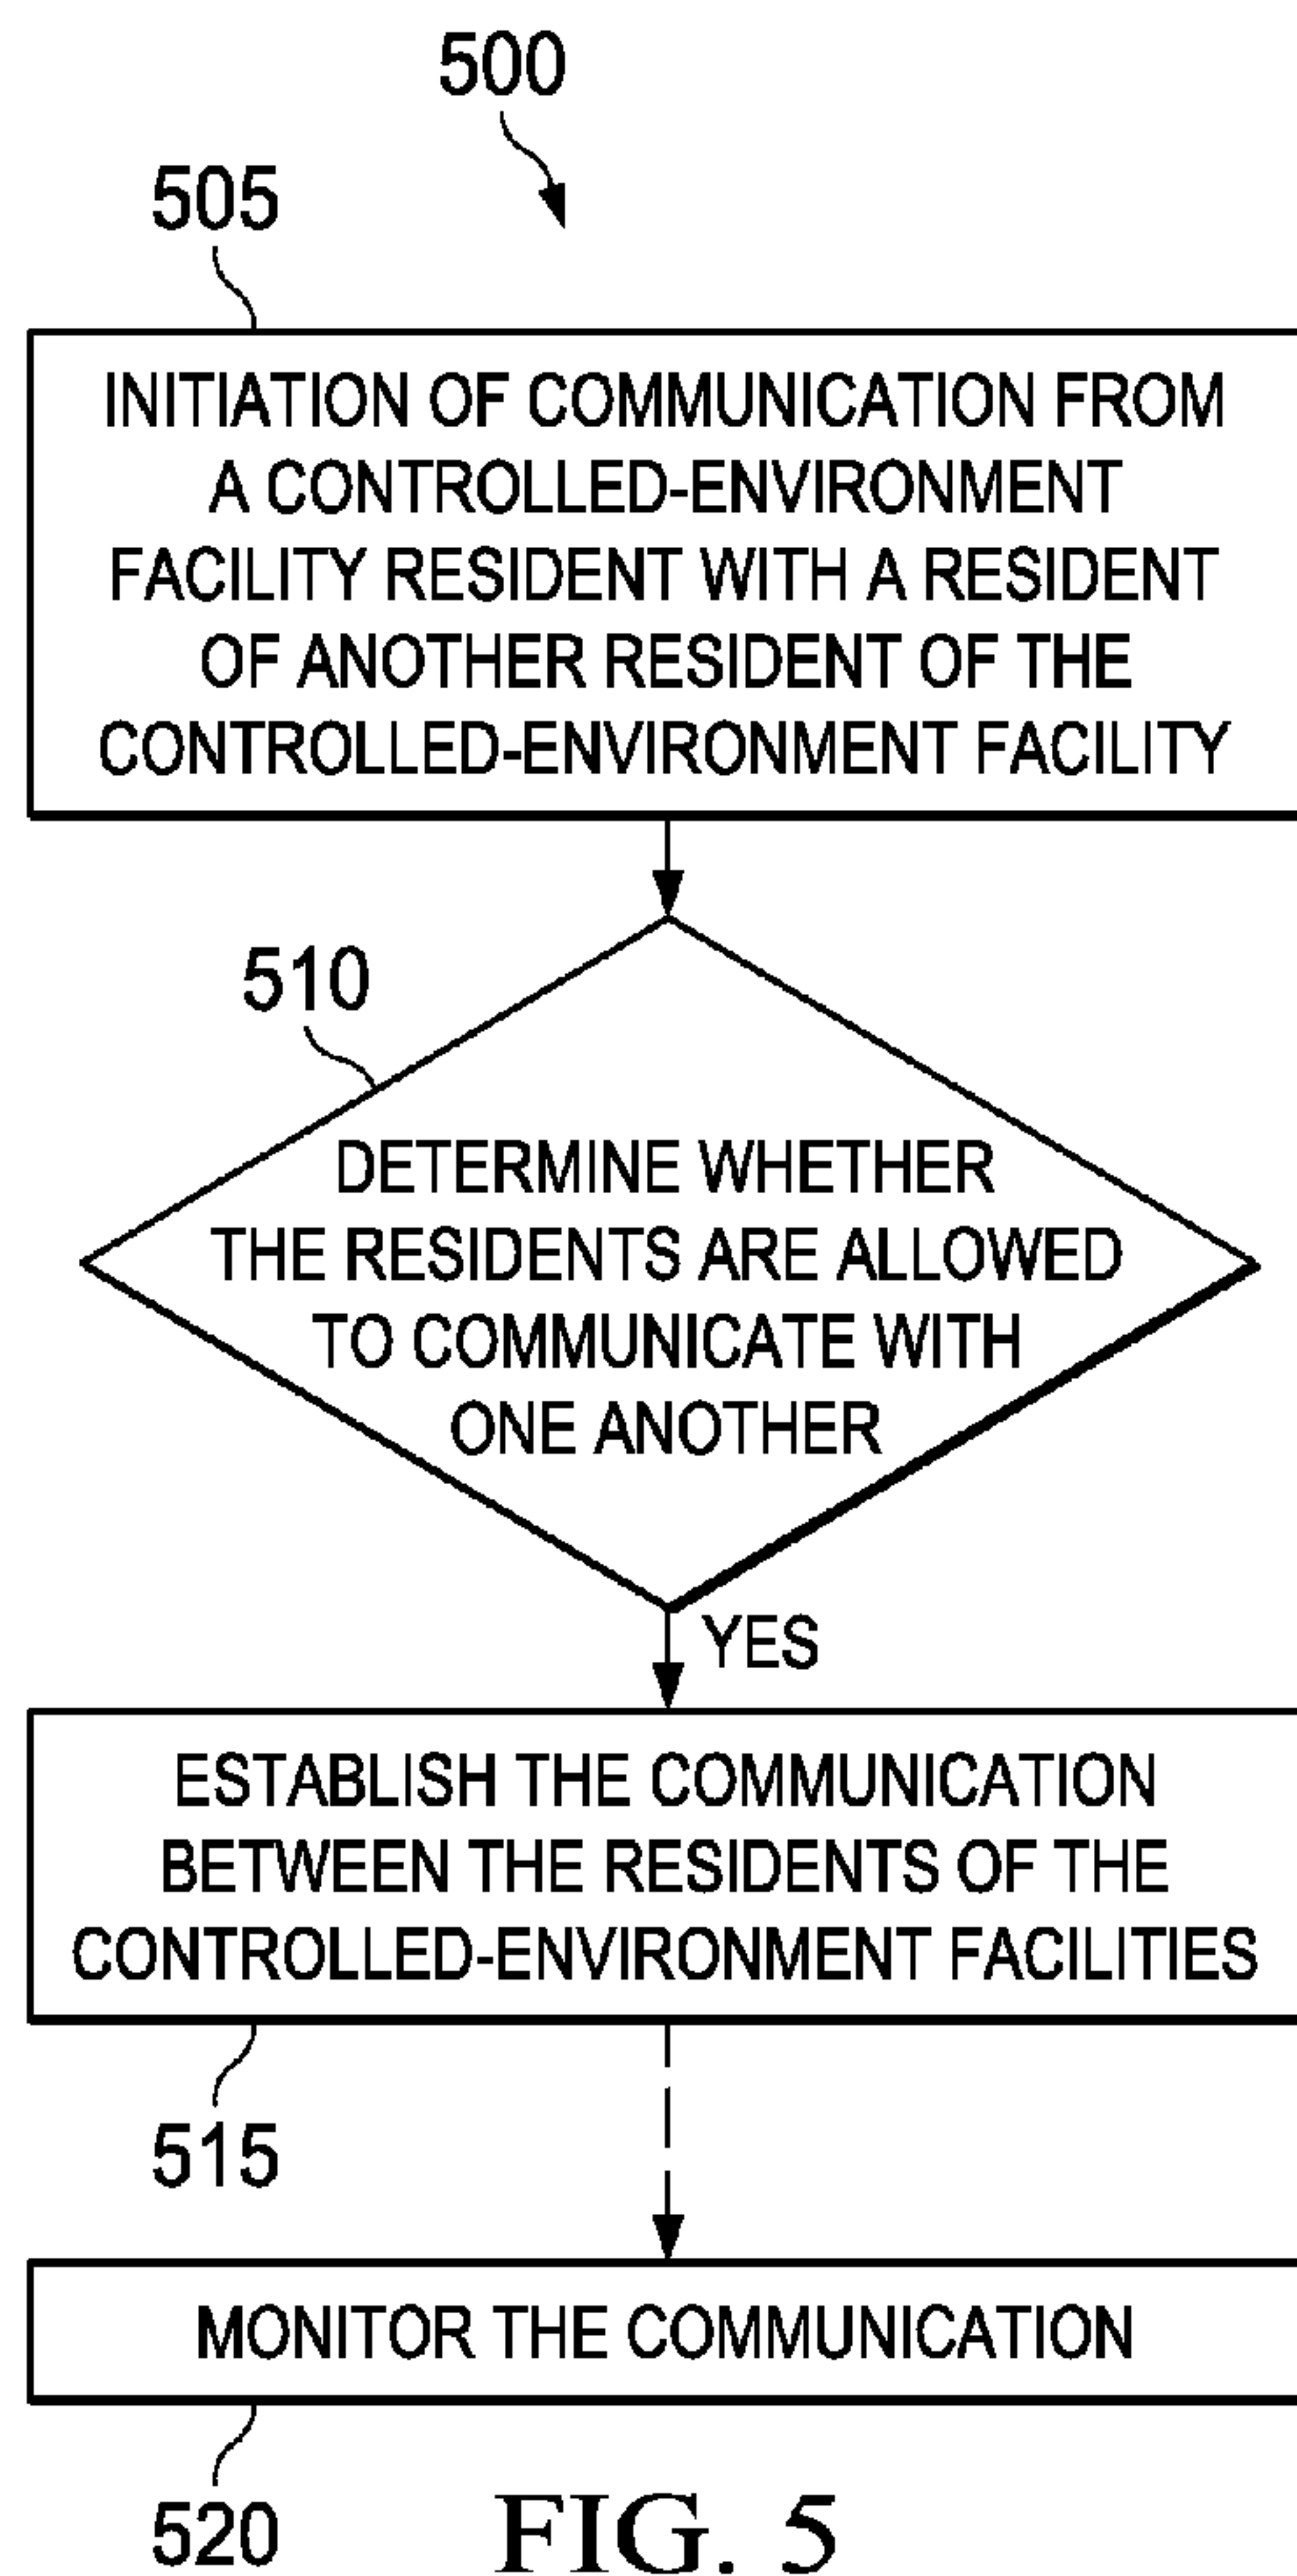 500
505
INITIATION OF COMMUNICATION FROM
A CONTROLLED-ENVIRONMENT
FACILITY RESIDENT WITH A RESIDENT
OF ANOTHER RESIDENT OF THE
CONTROLLED-ENVIRONMENT FACILITY
510
DETERMINE WHETHER
THE RESIDENTS ARE ALLOWED
TO COMMUNICATE WITH
ONE ANOTHER
YES
ESTABLISH THE COMMUNICATION
BETWEEN THE RESIDENTS OF THE
CONTROLLED-ENVIRONMENT FACILITIES
515
MONITOR THE COMMUNICATION
520
FIG. 5